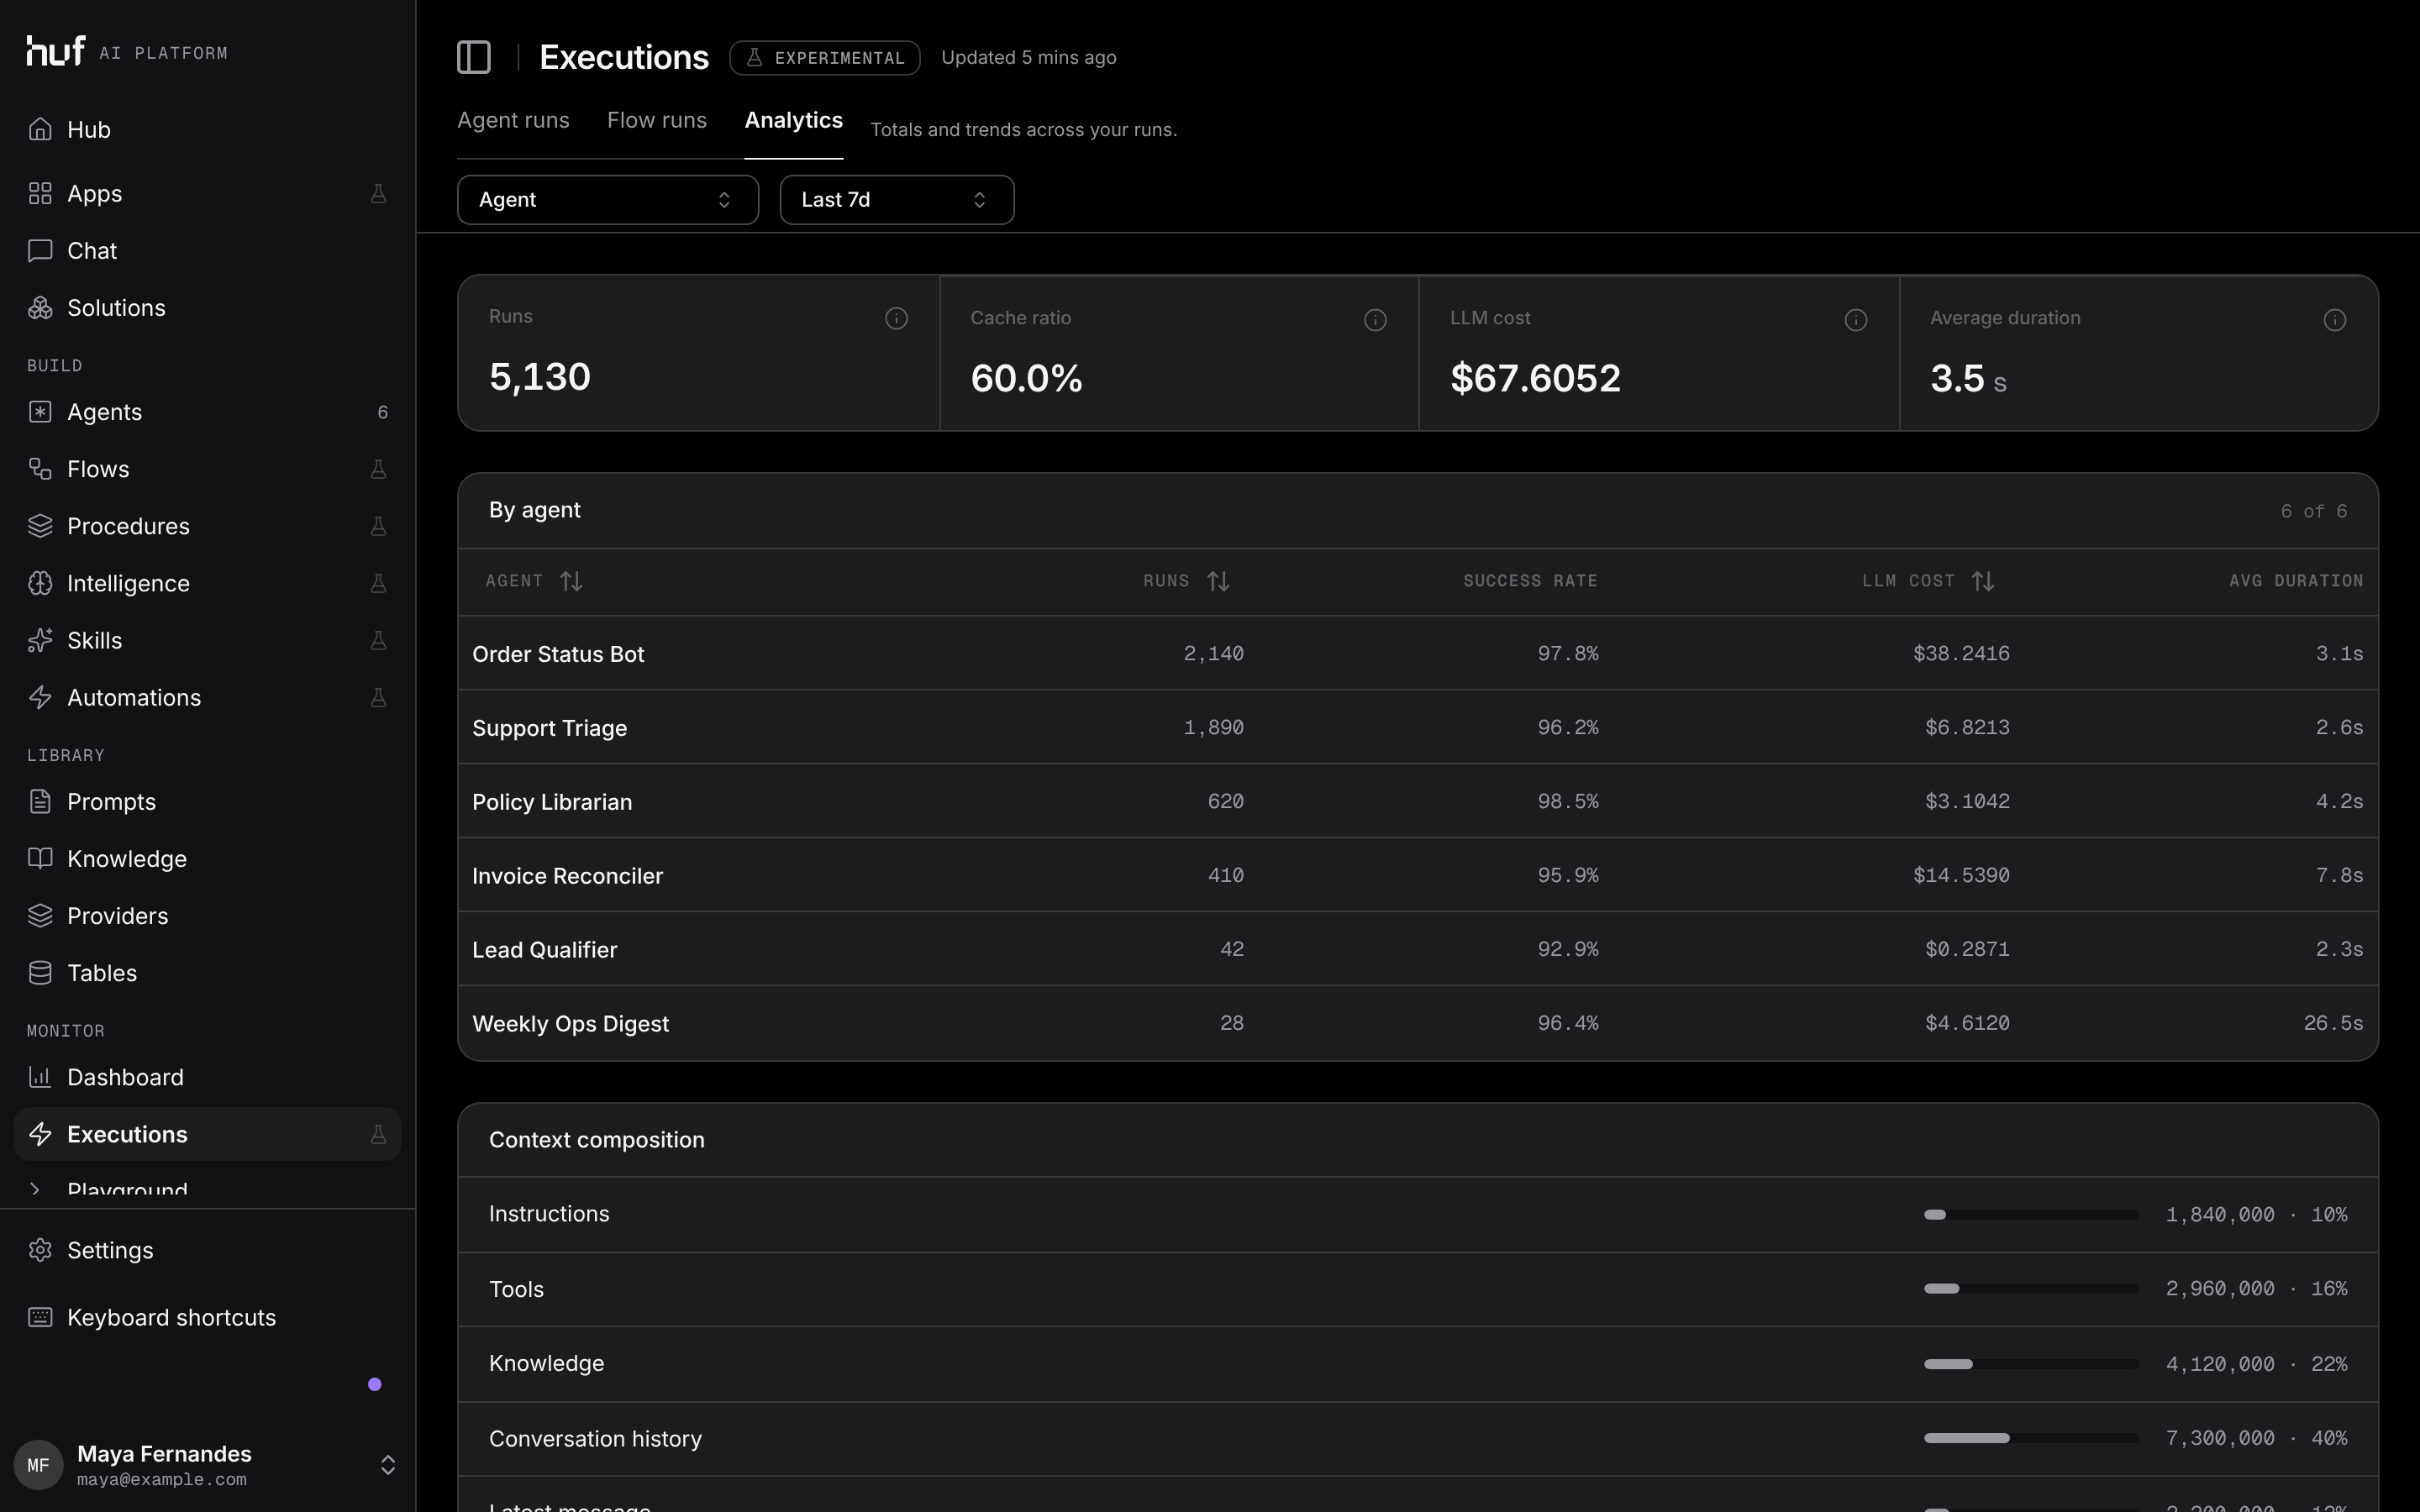 huf AI PLATFORM
Hub
Apps
Chat
Solutions
BUILD
Agents 6
Flows
Procedures
Intelligence
Skills
Automations
LIBRARY
Prompts
Knowledge
Providers
Tables
MONITOR
Dashboard
Executions
Playground
Settings
Keyboard shortcuts
MF
Maya Fernandes
maya@example.com
Executions EXPERIMENTAL Updated 5 mins ago
Agent runs Flow runs Analytics Totals and trends across your runs.
Agent Last 7d
Runs Cache ratio LLM cost Average duration
5,130 60.0% $67.6052 3.5 s
By agent 6 of 6
AGENT RUNS SUCCESS RATE LLM COST AVG DURATION
Order Status Bot 2,140 97.8% $38.2416 3.1s
Support Triage 1,890 96.2% $6.8213 2.6s
Policy Librarian 620 98.5% $3.1042 4.2s
Invoice Reconciler 410 95.9% $14.5390 7.8s
Lead Qualifier 42 92.9% $0.2871 2.3s
Weekly Ops Digest 28 96.4% $4.6120 26.5s
Context composition
Instructions 1,840,000 · 10%
Tools 2,960,000 · 16%
Knowledge 4,120,000 · 22%
Conversation history 7,300,000 · 40%
Latest message